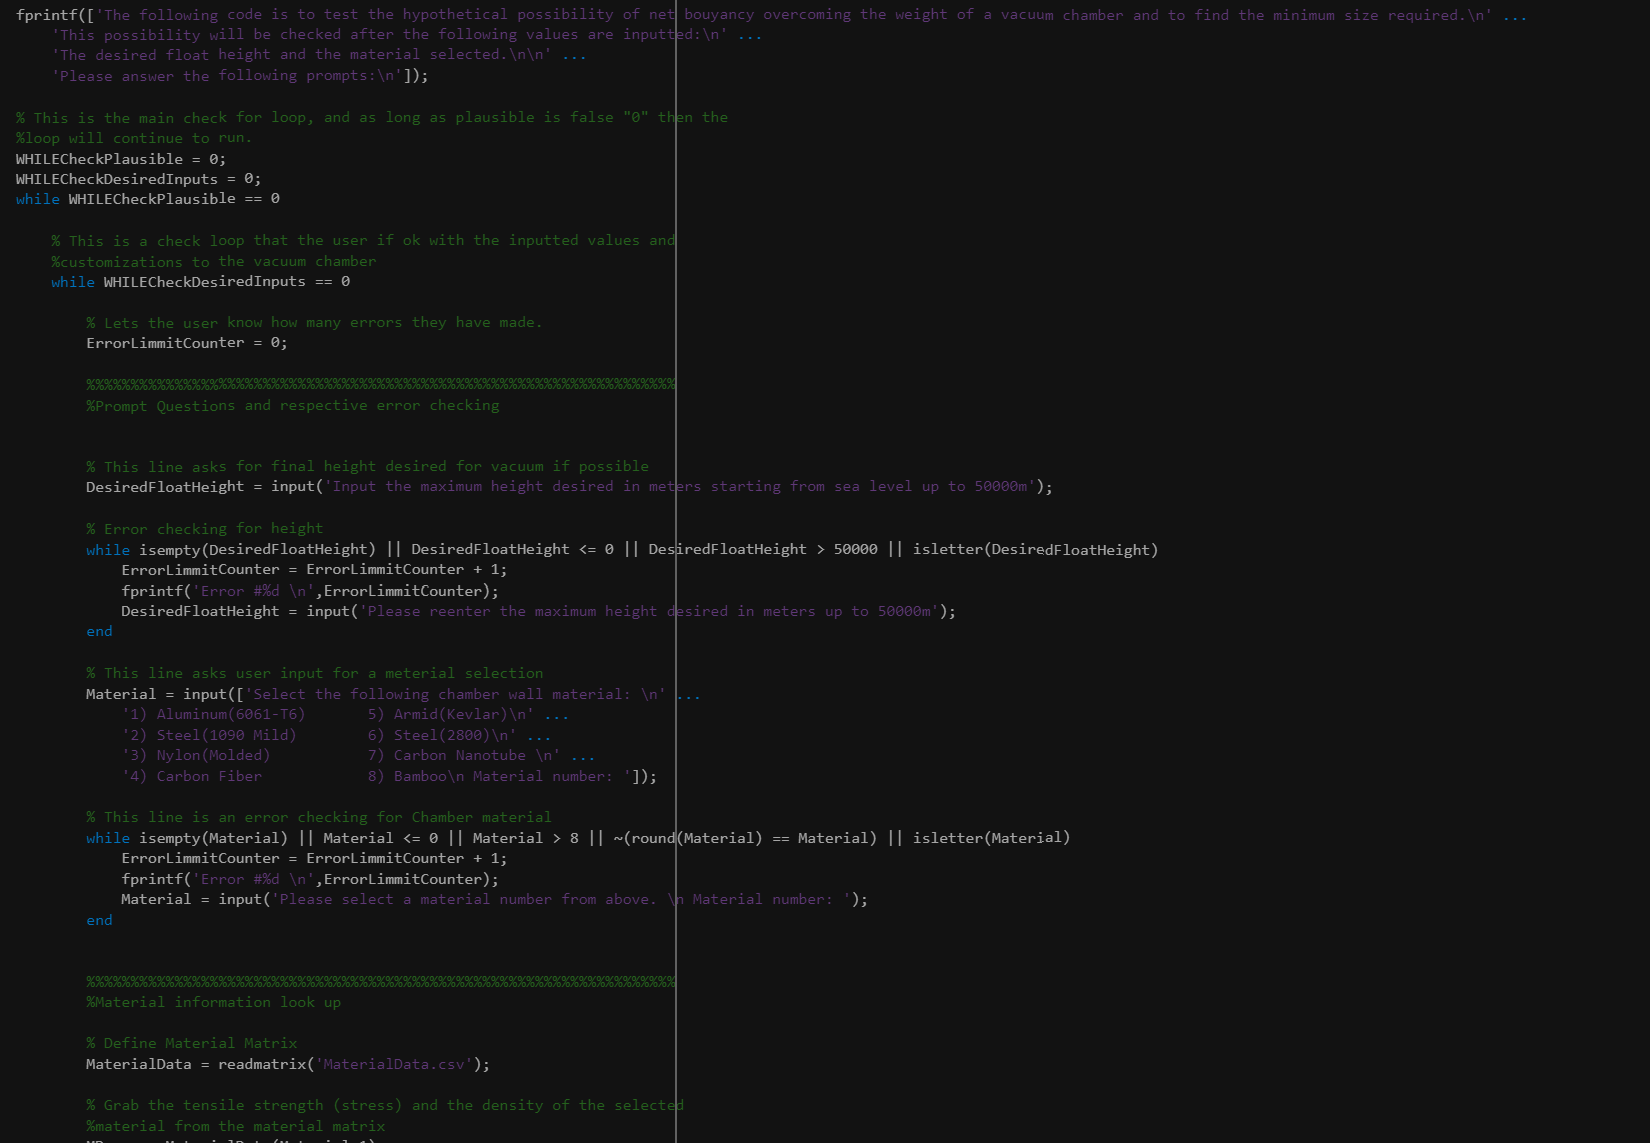 fprintf(['The following code is to test the hypothetical possibility of net bouyancy overcoming the weight of a vacuum chamber and to find the minimum size required.\n' ...
'This possibility will be checked after the following values are inputted:\n' ...
'The desired float height and the material selected.\n\n' ...
'Please answer the following prompts:\n']);
% This is the main check for loop, and as long as plausible is false "0" then the
%loop will continue to run.
WHILECheckPlausible = 0;
WHILECheckDesiredInputs = 0;
while WHILECheckPlausible == 0
% This is a check loop that the user if ok with the inputted values and
%customizations to the vacuum chamber
while WHILECheckDesiredInputs == 0
% Lets the user know how many errors they have made.
ErrorLimmitCounter = 0;
%%%%%%%%%%%%%%%%%%%%%%%%%%%%%%%%%%%%%%%%%%%%%%%%%%%%%%%%%%%%%%%%%%%
%Prompt Questions and respective error checking
% This line asks for final height desired for vacuum if possible
DesiredFloatHeight = input('Input the maximum height desired in meters starting from sea level up to 50000m');
% Error checking for height
while isempty(DesiredFloatHeight) || DesiredFloatHeight <= 0 || DesiredFloatHeight > 50000 || isletter(DesiredFloatHeight)
ErrorLimmitCounter = ErrorLimmitCounter + 1;
fprintf('Error #%d \n',ErrorLimmitCounter);
DesiredFloatHeight = input('Please reenter the maximum height desired in meters up to 50000m');
end
% This line asks user input for a meterial selection
Material = input(['Select the following chamber wall material: \n' ...
'1) Aluminum(6061-T6)       5) Armid(Kevlar)\n' ...
'2) Steel(1090 Mild)        6) Steel(2800)\n' ...
'3) Nylon(Molded)           7) Carbon Nanotube \n' ...
'4) Carbon Fiber            8) Bamboo\n Material number: ']);
% This line is an error checking for Chamber material
while isempty(Material) || Material <= 0 || Material > 8 || ~(round(Material) == Material) || isletter(Material)
ErrorLimmitCounter = ErrorLimmitCounter + 1;
fprintf('Error #%d \n',ErrorLimmitCounter);
Material = input('Please select a material number from above. \n Material number: ');
end
%%%%%%%%%%%%%%%%%%%%%%%%%%%%%%%%%%%%%%%%%%%%%%%%%%%%%%%%%%%%%%%%%%%
%Material information look up
% Define Material Matrix
MaterialData = readmatrix('MaterialData.csv');
% Grab the tensile strength (stress) and the density of the selected
%material from the material matrix